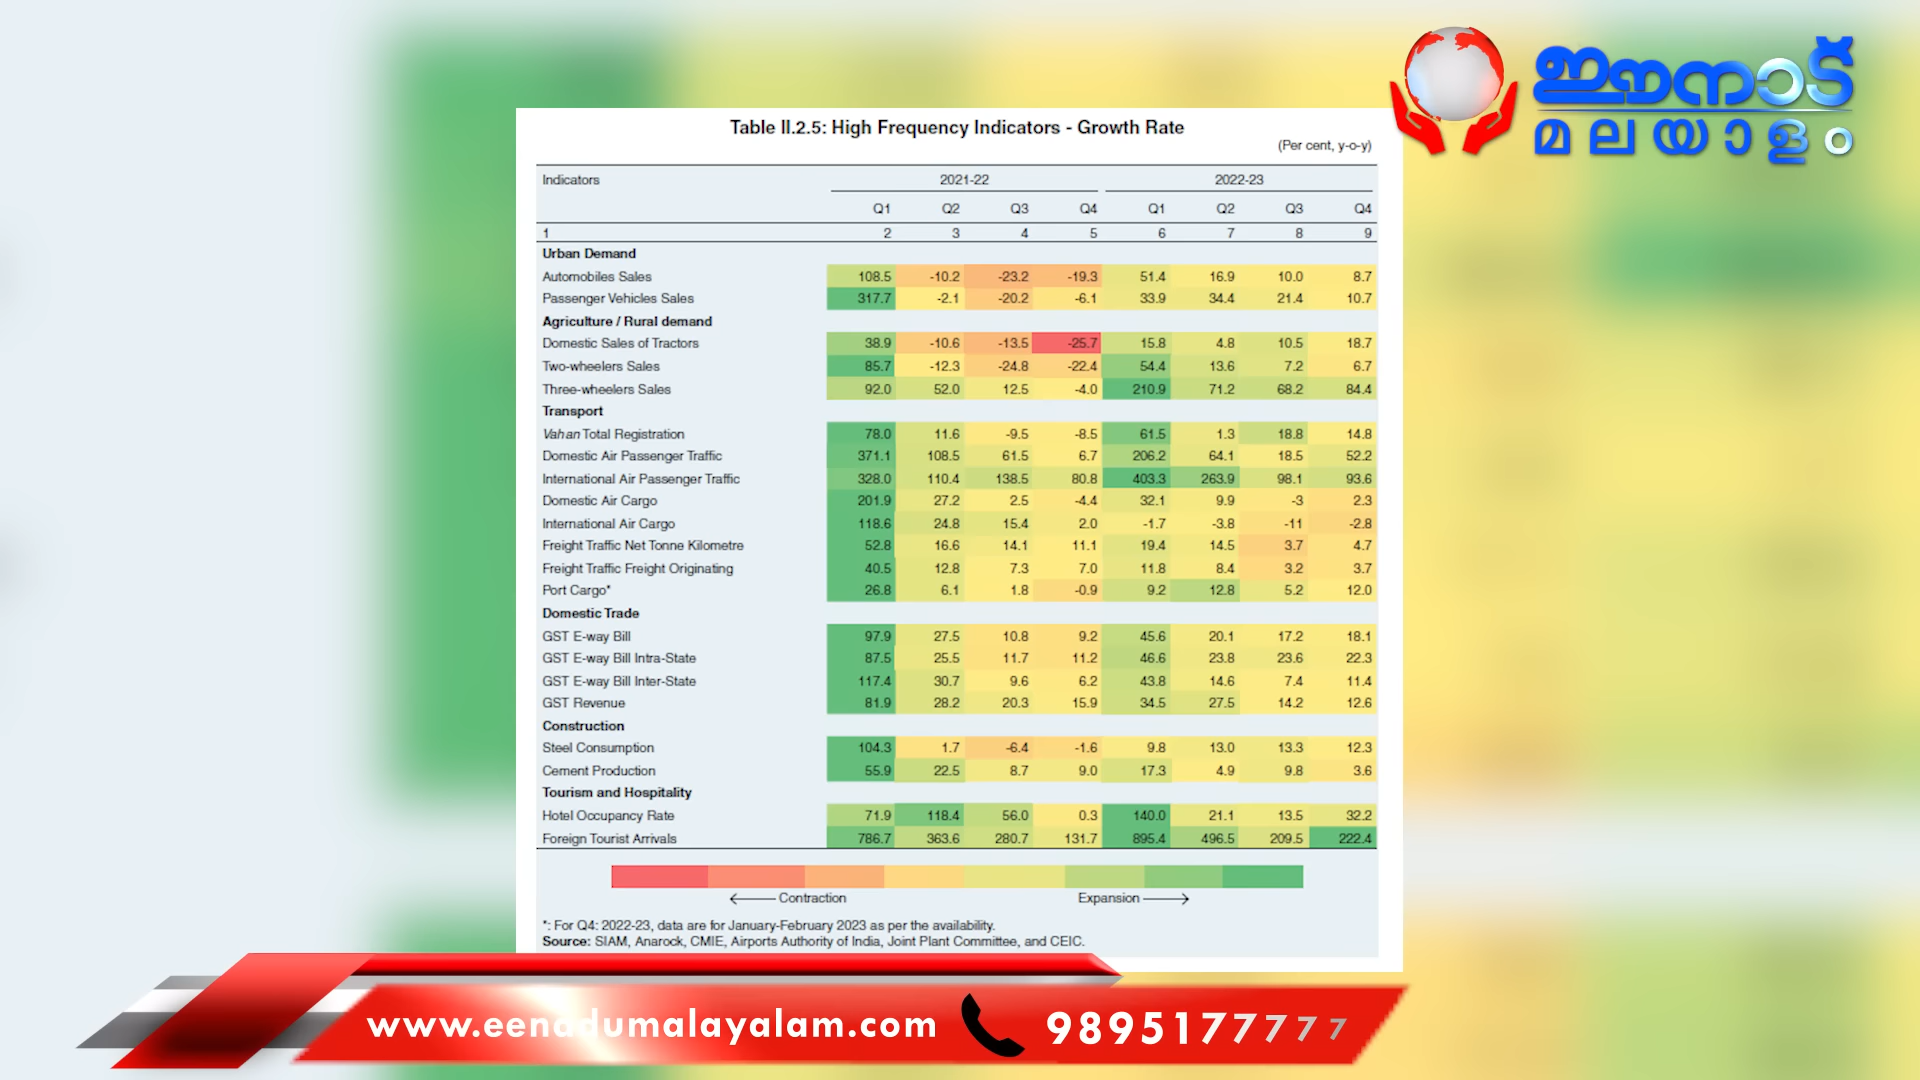 ഈനാട്
മലയാളം
Table II.2.5: High Frequency Indicators - Growth Rate
(Per cent, y-o-y)
Indicators 2021-22 2022-23
Q1 Q2 Q3 Q4 Q1 Q2 Q3 Q4
1 2 3 4 5 6 7 8 9
Urban Demand
Automobiles Sales 108.5 -10.2 -23.2 -19.3 51.4 16.9 10.0 8.7
Passenger Vehicles Sales 317.7 -2.1 -20.2 -6.1 33.9 34.4 21.4 10.7
Agriculture / Rural demand
Domestic Sales of Tractors 38.9 -10.6 -13.5 -25.7 15.8 4.8 10.5 18.7
Two-wheelers Sales 85.7 -12.3 -24.8 -22.4 54.4 13.6 7.2 6.7
Three-wheelers Sales 92.0 52.0 12.5 -4.0 210.9 71.2 68.2 84.4
Transport
Vahan Total Registration 78.0 11.6 -9.5 -8.5 61.5 1.3 18.8 14.8
Domestic Air Passenger Traffic 371.1 108.5 61.5 6.7 206.2 64.1 18.5 52.2
International Air Passenger Traffic 328.0 110.4 138.5 80.8 403.3 263.9 98.1 93.6
Domestic Air Cargo 201.9 27.2 2.5 -4.4 32.1 9.9 -3 2.3
International Air Cargo 118.6 24.8 15.4 2.0 -1.7 -3.8 -11 -2.8
Freight Traffic Net Tonne Kilometre 52.8 16.6 14.1 11.1 19.4 14.5 3.7 4.7
Freight Traffic Freight Originating 40.5 12.8 7.3 7.0 11.8 8.4 3.2 3.7
Port Cargo* 26.8 6.1 1.8 -0.9 9.2 12.8 5.2 12.0
Domestic Trade
GST E-way Bill 97.9 27.5 10.8 9.2 45.6 20.1 17.2 18.1
GST E-way Bill Intra-State 87.5 25.5 11.7 11.2 46.6 23.8 23.6 22.3
GST E-way Bill Inter-State 117.4 30.7 9.6 6.2 43.8 14.6 7.4 11.4
GST Revenue 81.9 28.2 20.3 15.9 34.5 27.5 14.2 12.6
Construction
Steel Consumption 104.3 1.7 -6.4 -1.6 9.8 13.0 13.3 12.3
Cement Production 55.9 22.5 8.7 9.0 17.3 4.9 9.8 3.6
Tourism and Hospitality
Hotel Occupancy Rate 71.9 118.4 56.0 0.3 140.0 21.1 13.5 32.2
Foreign Tourist Arrivals 786.7 363.6 280.7 131.7 895.4 496.5 209.5 222.4
Contraction Expansion
*: For Q4: 2022-23, data are for January-February 2023 as per the availability.
Source: SIAM, Anarock, CMIE, Airports Authority of India, Joint Plant Committee, and CEIC.
www.eenadumalayalam.com 9895177777